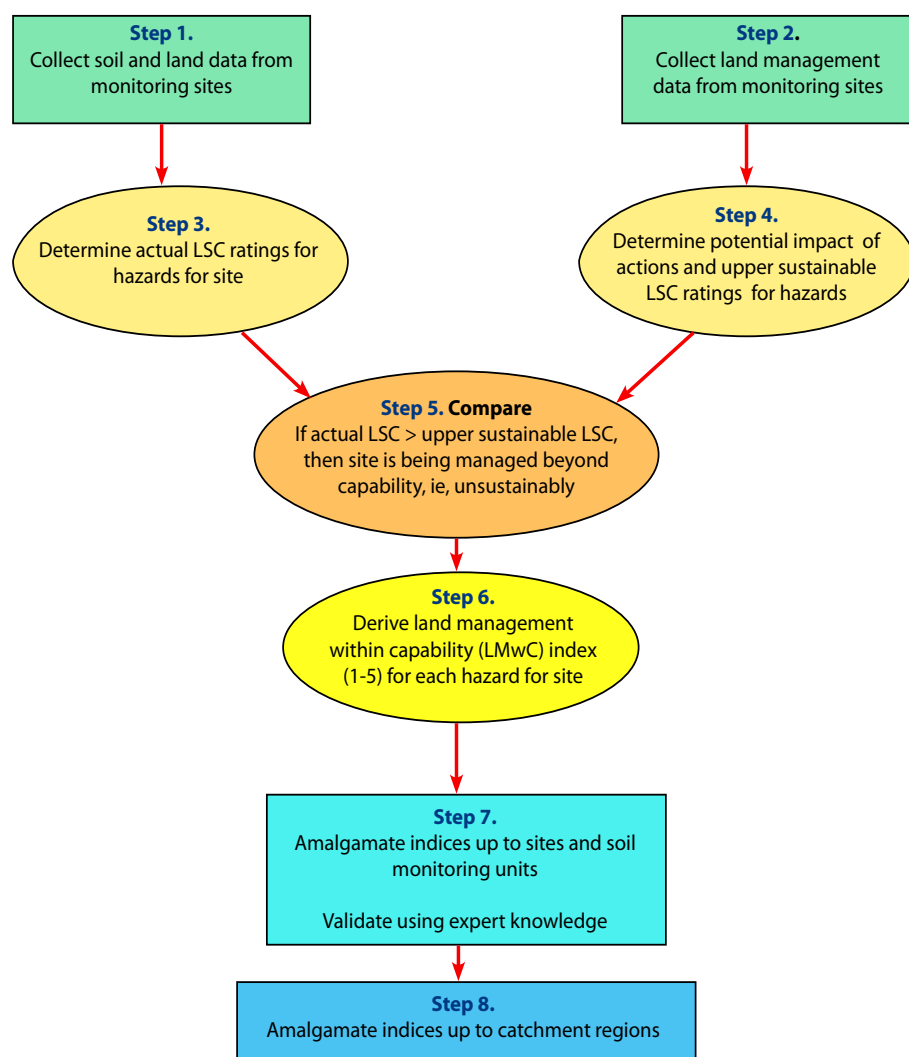 Step 1.
Collect soil and land data from
monitoring sites
Step 2.
Collect land management
data from monitoring sites
Step 3.
Determine actual LSC ratings for
hazards for site
Step 4.
Determine potential impact of
actions and upper sustainable
LSC ratings for hazards
Step 5. Compare
If actual LSC > upper sustainable LSC,
then site is being managed beyond
capability, ie, unsustainably
Step 6.
Derive land management
within capability (LMwC) index
(1-5) for each hazard for site
Step 7.
Amalgamate indices up to sites and soil
monitoring units
Validate using expert knowledge
Step 8.
Amalgamate indices up to catchment regions